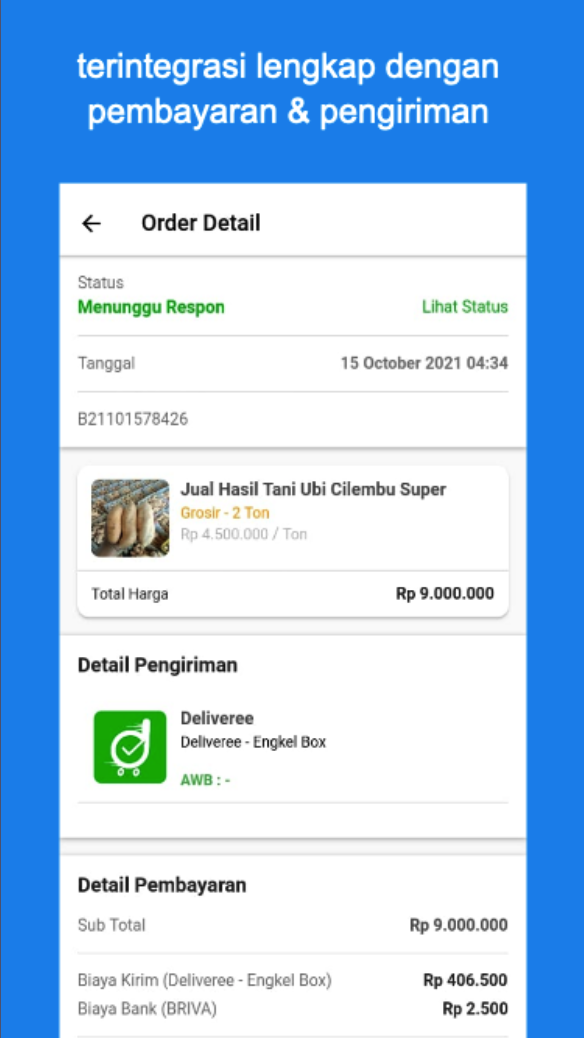 terintegrasi lengkap dengan
pembayaran & pengiriman
Order Detail
Status
Menunggu Respon
Lihat Status
Tanggal
15 October 2021 04:34
B21101578426
Jual Hasil Tani Ubi Cilembu Super
Grosir - 2 Ton
Rp 4.500.000 / Ton
Total Harga
Rp 9.000.000
Detail Pengiriman
Deliveree
Deliveree - Engkel Box
AWB : -
Detail Pembayaran
Sub Total
Rp 9.000.000
Biaya Kirim (Deliveree - Engkel Box)
Rp 406.500
Biaya Bank (BRIVA)
Rp 2.500